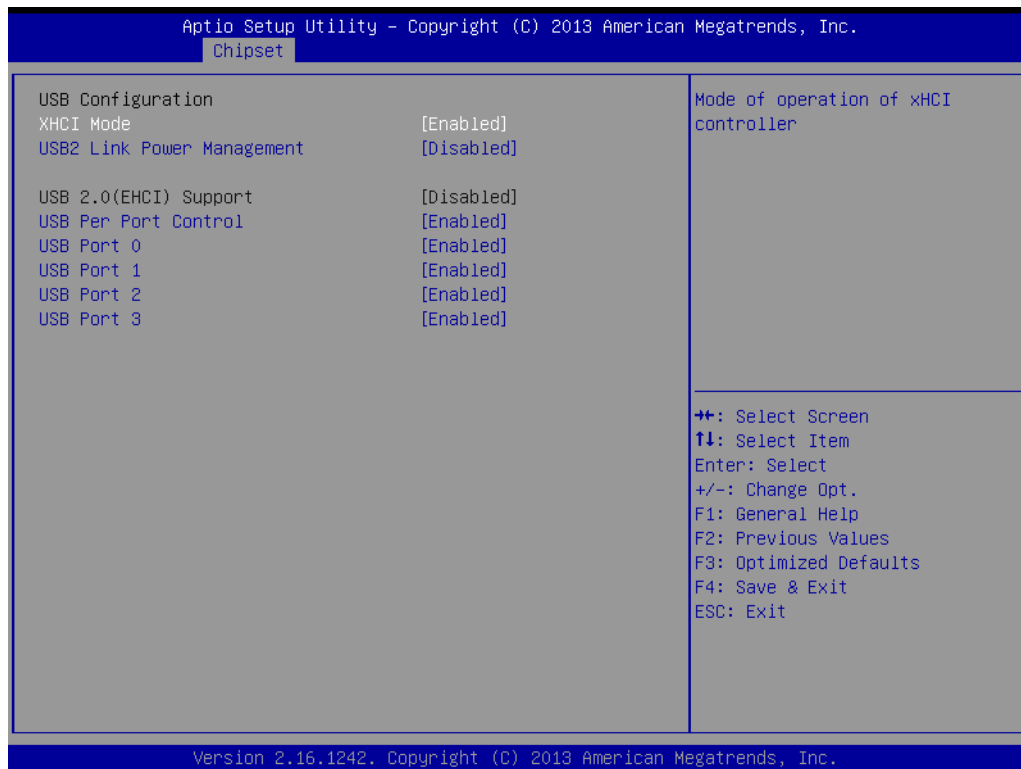 Aptio Setup Utility – Copyright (C) 2013 American Megatrends, Inc.
Chipset
USB Configuration
XHCI Mode [Enabled]
USB2 Link Power Management [Disabled]
USB 2.0(EHCI) Support [Disabled]
USB Per Port Control [Enabled]
USB Port 0 [Enabled]
USB Port 1 [Enabled]
USB Port 2 [Enabled]
USB Port 3 [Enabled]
Mode of operation of xHCI
controller
→←: Select Screen
↑↓: Select Item
Enter: Select
+/-: Change Opt.
F1: General Help
F2: Previous Values
F3: Optimized Defaults
F4: Save & Exit
ESC: Exit
Version 2.16.1242. Copyright (C) 2013 American Megatrends, Inc.